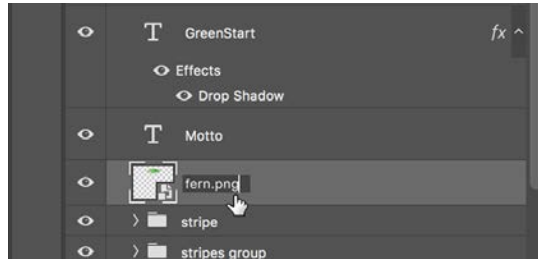 T GreenStart fx
Effects
Drop Shadow
T Motto
fern.png
stripe
stripes group